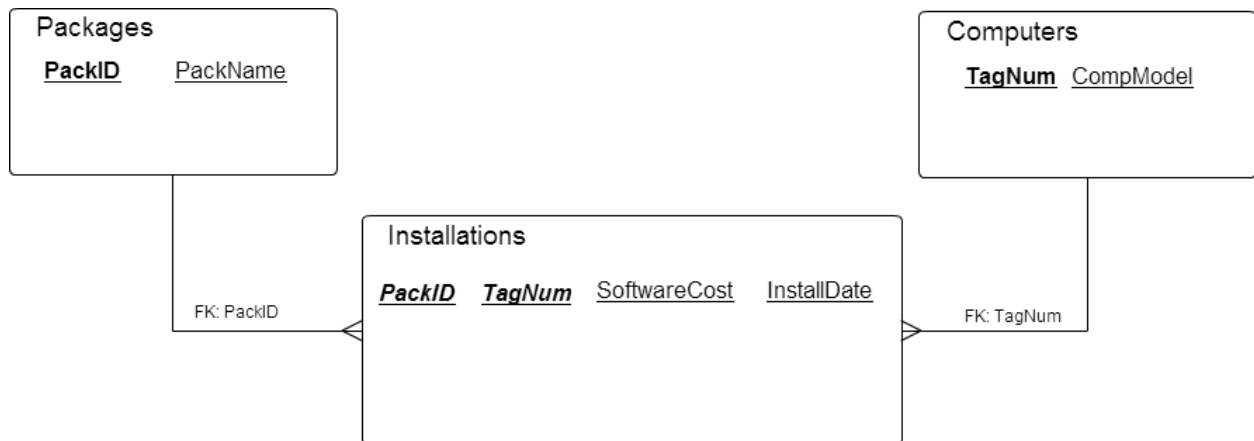 Packages
PackID PackName
Computers
TagNum CompModel
Installations
PackID TagNum SoftwareCost InstallDate
FK: PackID
FK: TagNum